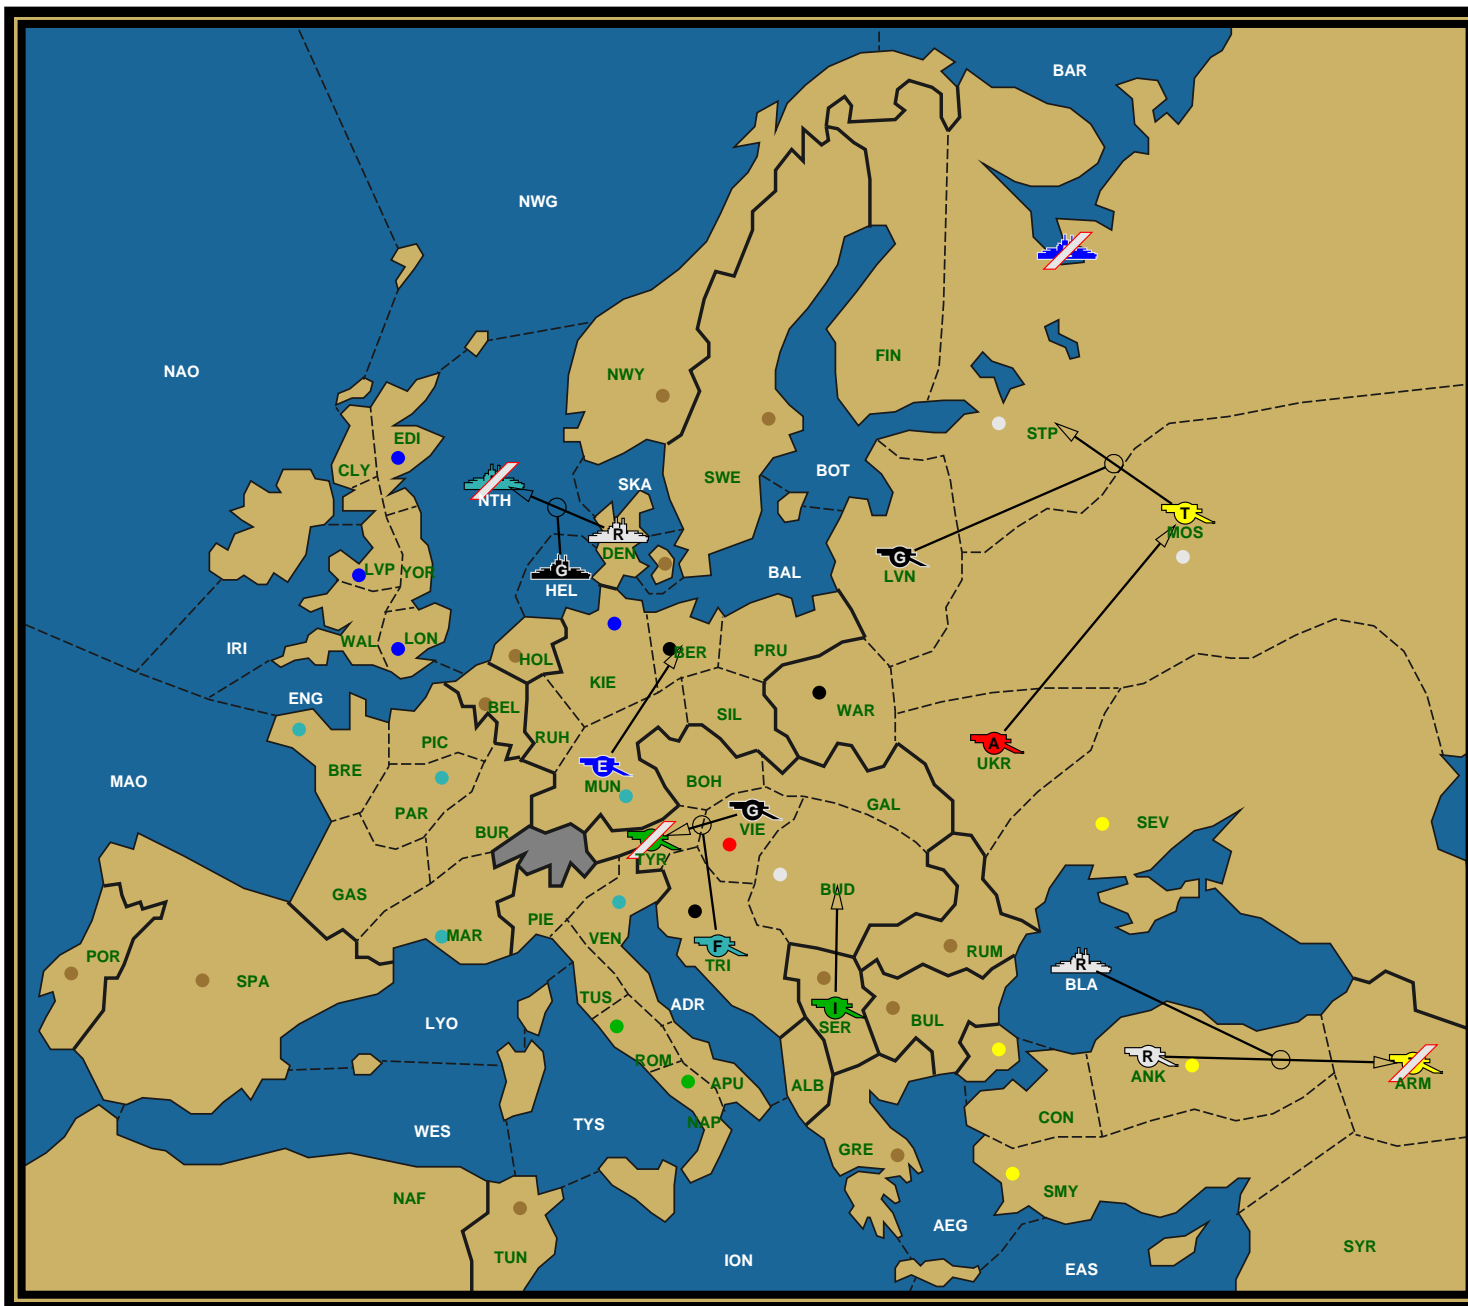 BAR
NWG
NAO
FIN
NWY
STP
EDI
CLY
SWE
BOT
SKA
NTH
T
MOS
R
DEN
G
LVN
LVP
YOR
G
HEL
BAL
IRI
WAL
LON
HOL
BER
PRU
KIE
ENG
BEL
SIL
WAR
PIC
RUH
A
UKR
BRE
E
MUN
BOH
MAO
PAR
GAL
G
VIE
SEV
BUR
TYR
GAS
BUD
PIE
VEN
MAR
F
TRI
RUM
POR
SPA
R
BLA
TUS
ADR
I
SER
BUL
LYO
ROM
R
ANK
APU
ALB
ARM
CON
NAP
WES
TYS
GRE
NAF
SMY
AEG
SYR
TUN
ION
EAS